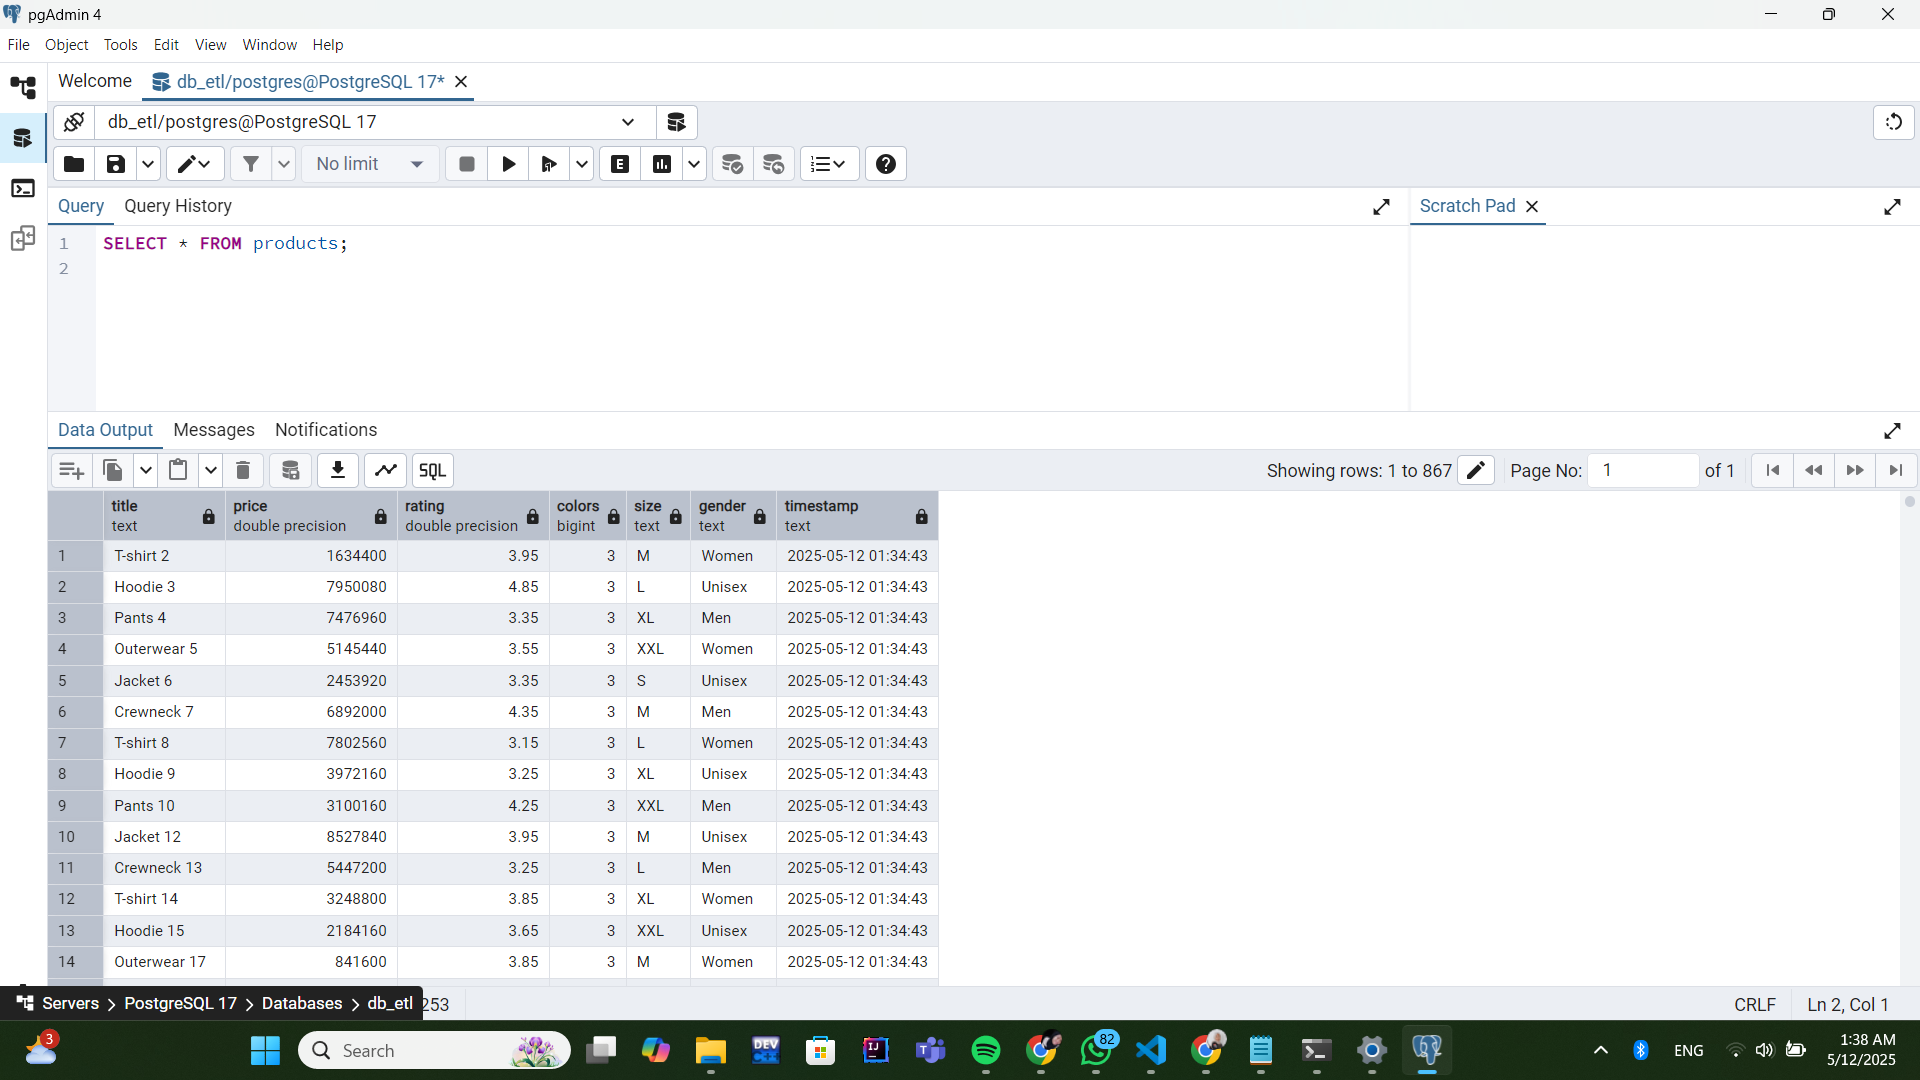 pgAdmin 4
File Object Tools Edit View Window Help
Welcome db_etl/postgres@PostgreSQL 17*
db_etl/postgres@PostgreSQL 17
No limit E
Query Query History Scratch Pad
1 SELECT * FROM products;
2
Data Output Messages Notifications
SQL Showing rows: 1 to 867 Page No: 1 of 1
title price rating colors size gender timestamp
text double precision double precision bigint text text text
1 T-shirt 2 1634400 3.95 3 M Women 2025-05-12 01:34:43
2 Hoodie 3 7950080 4.85 3 L Unisex 2025-05-12 01:34:43
3 Pants 4 7476960 3.35 3 XL Men 2025-05-12 01:34:43
4 Outerwear 5 5145440 3.55 3 XXL Women 2025-05-12 01:34:43
5 Jacket 6 2453920 3.35 3 S Unisex 2025-05-12 01:34:43
6 Crewneck 7 6892000 4.35 3 M Men 2025-05-12 01:34:43
7 T-shirt 8 7802560 3.15 3 L Women 2025-05-12 01:34:43
8 Hoodie 9 3972160 3.25 3 XL Unisex 2025-05-12 01:34:43
9 Pants 10 3100160 4.25 3 XXL Men 2025-05-12 01:34:43
10 Jacket 12 8527840 3.95 3 M Unisex 2025-05-12 01:34:43
11 Crewneck 13 5447200 3.25 3 L Men 2025-05-12 01:34:43
12 T-shirt 14 3248800 3.85 3 XL Women 2025-05-12 01:34:43
13 Hoodie 15 2184160 3.65 3 XXL Unisex 2025-05-12 01:34:43
14 Outerwear 17 841600 3.85 3 M Women 2025-05-12 01:34:43
Servers > PostgreSQL 17 > Databases > db_etl 253 CRLF Ln 2, Col 1
3 Search DEV C++ IJ 82 ENG 1:38 AM
5/12/2025